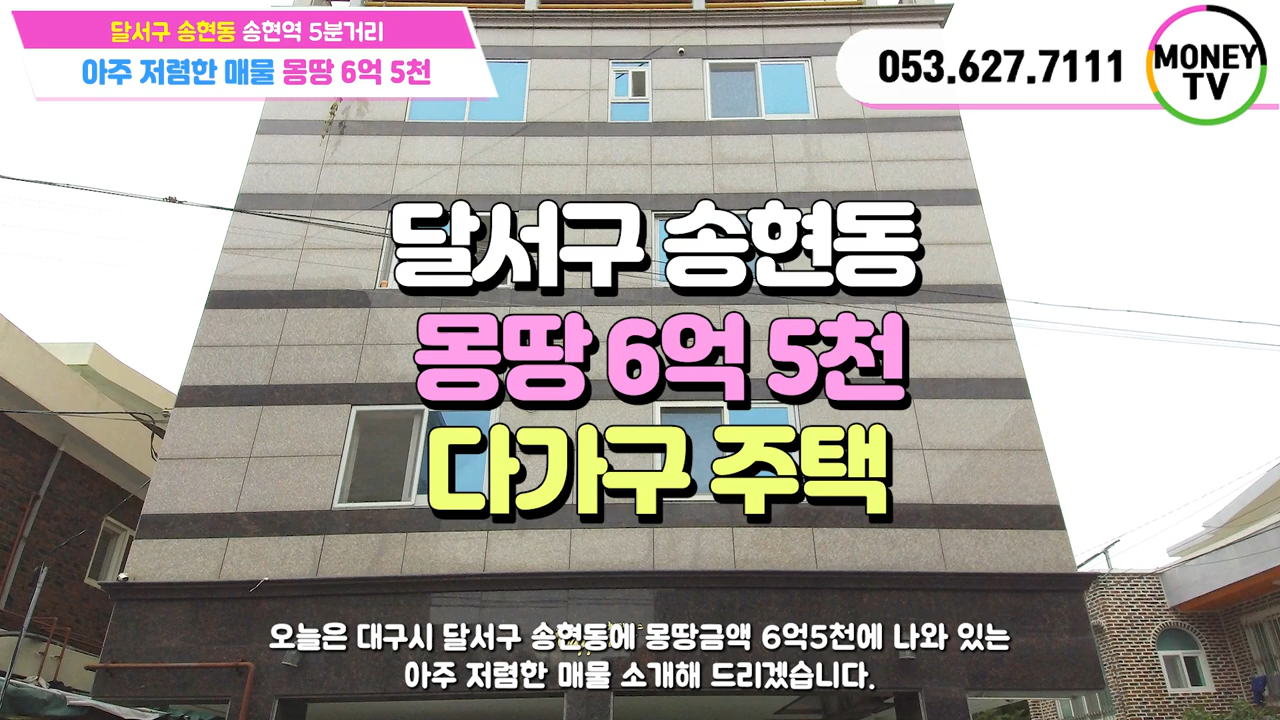 달서구 송현동 송현역 5분거리
아주 저렴한 매물 몽땅 6억 5천
053.627.7111
MONEY
TV
달서구 송현동
몽땅 6억 5천
다가구 주택
오늘은 대구시 달서구 송현동에 몽땅금액 6억5천에 나와 있는
아주 저렴한 매물 소개해 드리겠습니다.